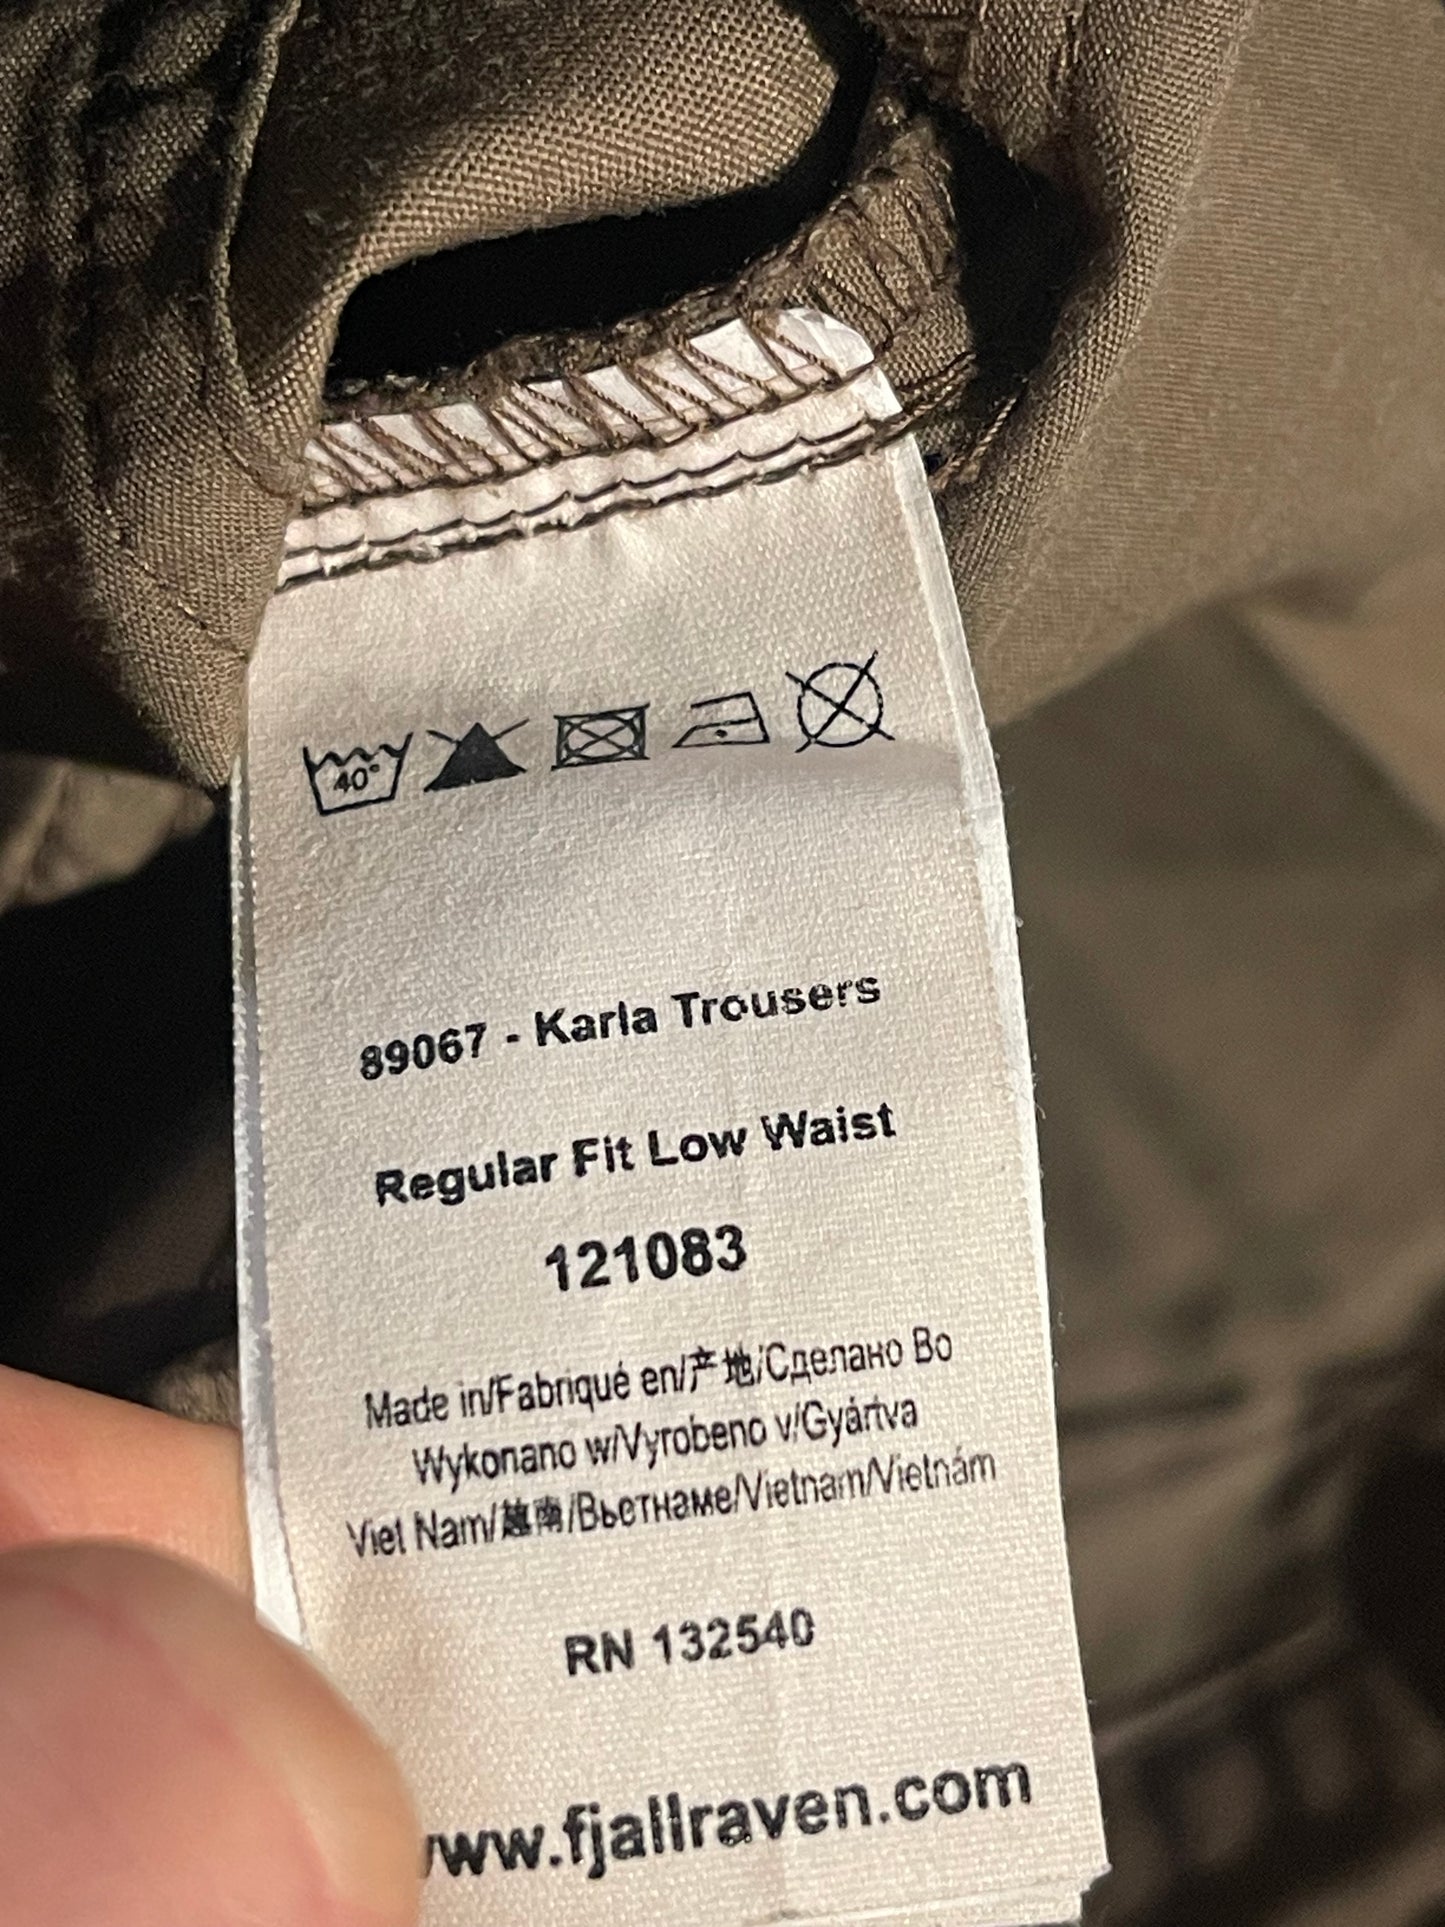 40°
89067 - Karla Trousers
Regular Fit Low Waist
121083
Made in/Fabriqué en/产地/Сделано Во
Wykonano w/Vyrobeno v/Gyártva
Viet Nam/越南/Вьетнаме/Vietnam/Vietnám
RN 132540
www.fjallraven.com